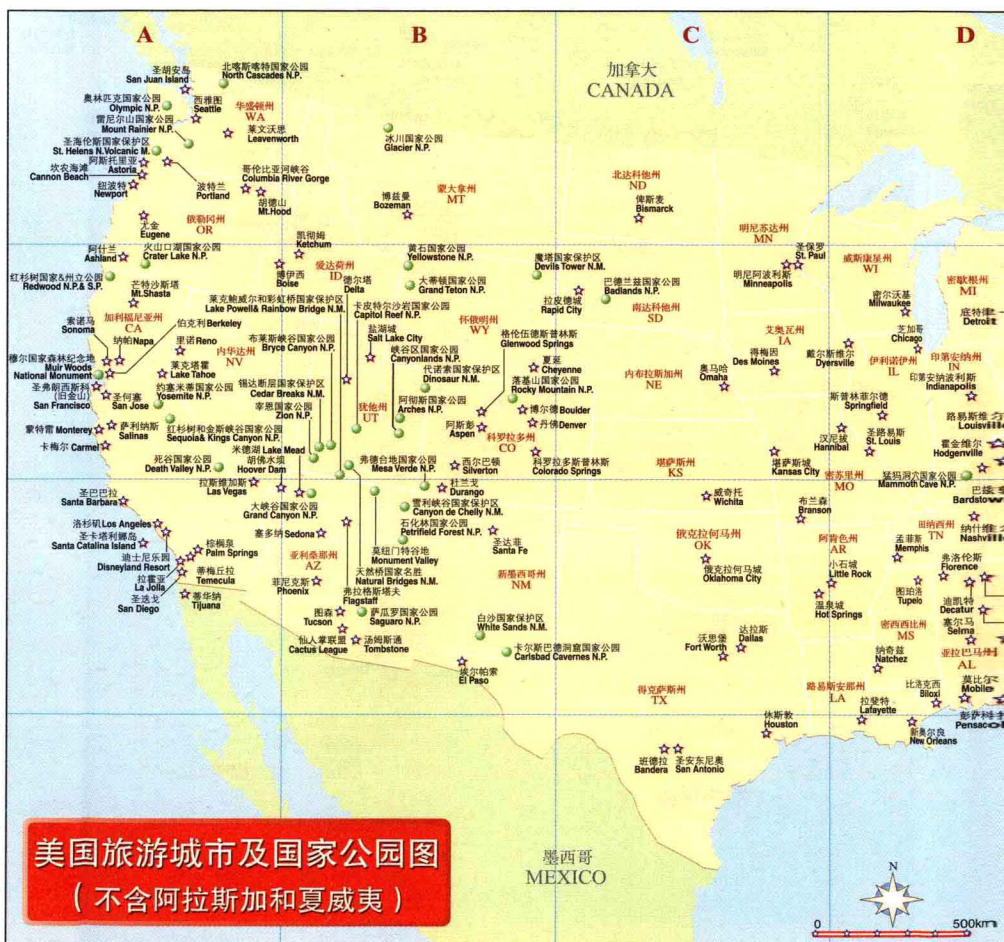 A
B
C
D
圣胡安岛
San Juan Island
北喀斯喀特国家公园
North Cascades N.P.
加拿大
CANADA
奥林匹克国家公园
Olympic N.P.
西雅图
Seattle
华盛顿州
WA
雷尼尔山国家公园
Mount Rainier N.P.
莱文沃思
Leavenworth
冰川国家公园
Glacier N.P.
圣海伦斯国家保护区
St. Helens N.Volcanic M.
阿斯托里亚
Astoria
坎农海滩
Cannon Beach
纽波特
Newport
波特兰
Portland
哥伦比亚河峡谷
Columbia River Gorge
胡德山
Mt.Hood
博兹曼
Bozeman
蒙大拿州
MT
北达科他州
ND
俾斯麦
Bismarck
明尼苏达州
MN
尤金
Eugene
俄勒冈州
OR
阿什兰
Ashland
火山口湖国家公园
Crater Lake N.P.
凯彻姆
Ketchum
黄石国家公园
Yellowstone N.P.
魔塔国家保护区
Devils Tower N.M.
圣保罗
St. Paul
威斯康星州
WI
红杉树国家&州立公园
Redwood N.P.& S.P.
博伊西
Boise
爱达荷州
ID
德尔塔
Delta
大蒂顿国家公园
Grand Teton N.P.
巴德兰兹国家公园
Badlands N.P.
明尼阿波利斯
Minneapolis
密歇根州
MI
芒特沙斯塔
Mt.Shasta
莱克鲍威尔和彩虹桥国家保护区
Lake Powell& Rainbow Bridge N.M.
卡皮特尔沙岩国家公园
Capitol Reef N.P.
怀俄明州
WY
拉皮德城
Rapid City
南达科他州
SD
密尔沃基
Milwaukee
底特律
Detroit
索诺马
Sonoma
加利福尼亚州
CA
伯克利 Berkeley
纳帕 Napa
里诺 Reno
布莱斯峡谷国家公园
Bryce Canyon N.P.
盐湖城
Salt Lake City
格伦伍德斯普林斯
Glenwood Springs
艾奥瓦州
IA
芝加哥
Chicago
穆尔国家森林纪念地
Muir Woods
National Monument
内华达州
NV
莱克塔霍
Lake Tahoe
峡谷区国家公园
Canyonlands N.P.
夏延
Cheyenne
得梅因
Des Moines
戴尔斯维尔
Dyersville
伊利诺伊州
IL
印第安纳州
IN
圣弗朗西斯科
(旧金山)
San Francisco
圣何塞
San Jose
约塞米蒂国家公园
Yosemite N.P.
锡达断层国家保护区
Cedar Breaks N.M.
代诺素国家保护区
Dinosaur N.M.
落基山国家公园
Rocky Mountain N.P.
内布拉斯加州
NE
奥马哈
Omaha
印第安纳波利斯
Indianapolis
宰恩国家公园
Zion N.P.
犹他州
UT
阿彻斯国家公园
Arches N.P.
博尔德 Boulder
丹佛 Denver
斯普林菲尔德
Springfield
蒙特雷 Monterey
萨利纳斯
Salinas
红杉树和金斯峡谷国家公园
Sequoia& Kings Canyon N.P.
阿斯彭
Aspen
科罗拉多州
CO
汉尼拔
Hannibal
圣路易斯
St. Louis
卡梅尔 Carmel
死谷国家公园
Death Valley N.P.
米德湖 Lake Mead
胡佛水坝
Hoover Dam
弗德台地国家公园
Mesa Verde N.P.
西尔巴顿
Silverton
科罗拉多斯普林斯
Colorado Springs
堪萨斯州
KS
堪萨斯城
Kansas City
霍金维尔
Hodgerville
拉斯维加斯
Las Vegas
杜兰戈
Durango
密苏里州
MO
猛犸洞穴国家公园
Mammoth Cave N.P.
圣巴巴拉
Santa Barbara
大峡谷国家公园
Grand Canyon N.P.
雪利峡谷国家保护区
Canyon de Chelly N.M.
威奇托
Wichita
布兰森
Branson
洛杉矶 Los Angeles
圣卡塔利娜岛
Santa Catalina Island
塞多纳 Sedona
石化林国家公园
Petrified Forest N.P.
圣达菲
Santa Fe
俄克拉何马州
OK
阿肯色州
AR
田纳西州
TN
孟菲斯
Memphis
迪士尼乐园
Disneyland Resort
棕榈泉
Palm Springs
亚利桑那州
AZ
莫纽门特谷地
Monument Valley
俄克拉何马城
Oklahoma City
小石城
Little Rock
弗洛伦斯
Florence
拉霍亚
La Jolla
蒂梅丘拉
Temecula
菲尼克斯
Phoenix
天然桥国家名胜
Natural Bridges N.M.
新墨西哥州
NM
图珀洛
Tupelo
圣迭戈
San Diego
蒂华纳
Tijuana
弗拉格斯塔夫
Flagstaff
温泉城
Hot Springs
迪凯特
Decatur
图森
Tucson
萨瓜罗国家公园
Saguaro N.P.
白沙国家保护区
White Sands N.M.
达拉斯
Dallas
密西西比州
MS
塞尔马
Selma
仙人掌联盟
Cactus League
汤姆斯通
Tombstone
卡尔斯巴德洞窟国家公园
Carlsbad Cavernes N.P.
沃思堡
Fort Worth
纳奇兹
Natchez
亚拉巴马州
AL
埃尔帕索
El Paso
得克萨斯州
TX
路易斯安那州
LA
比洛克西
Biloxi
莫比尔
Mobile
休斯敦
Houston
拉斐特
Lafayette
新奥尔良
New Orleans
班德拉
Bandera
圣安东尼奥
San Antonio
美国旅游城市及国家公园图
（不含阿拉斯加和夏威夷）
墨西哥
MEXICO
N
0
500km